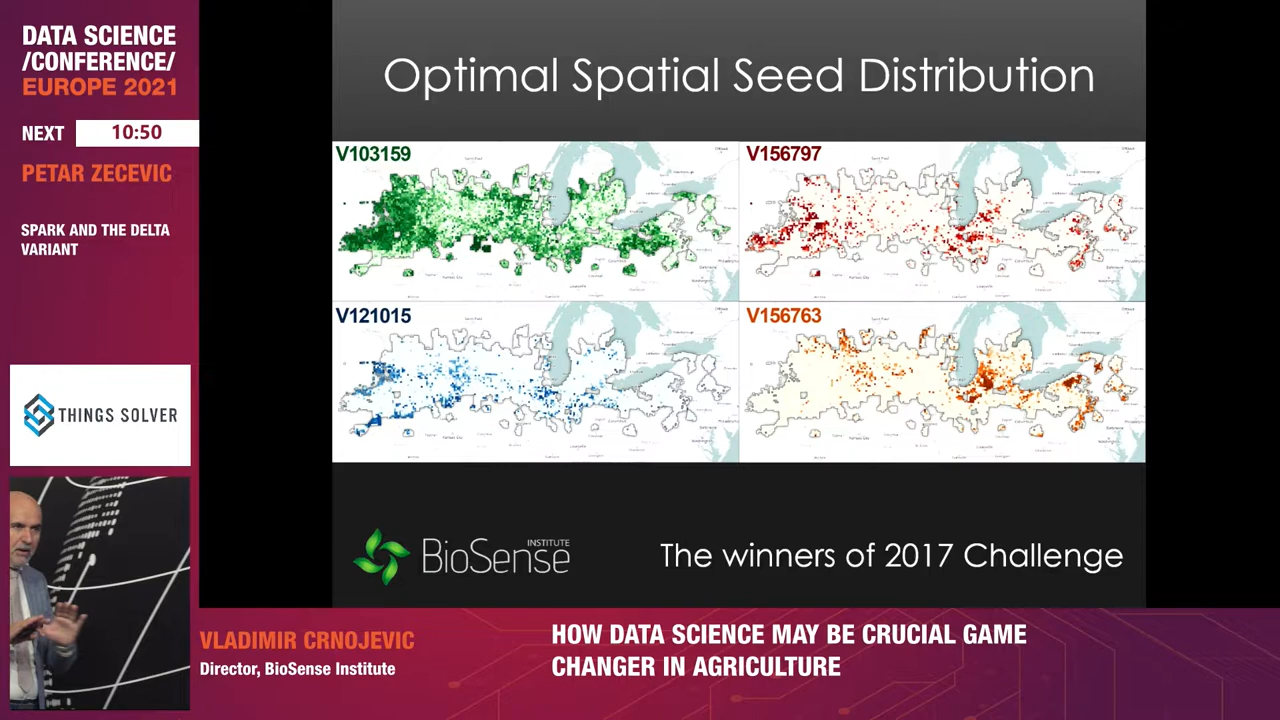 DATA SCIENCE
/CONFERENCE/
EUROPE 2021
NEXT 10:50
PETAR ZECEVIC
SPARK AND THE DELTA
VARIANT
THINGS SOLVER
Optimal Spatial Seed Distribution
V103159
V156797
V121015
V156763
BioSense
INSTITUTE
The winners of 2017 Challenge
VLADIMIR CRNOJEVIC
Director, BioSense Institute
HOW DATA SCIENCE MAY BE CRUCIAL GAME
CHANGER IN AGRICULTURE